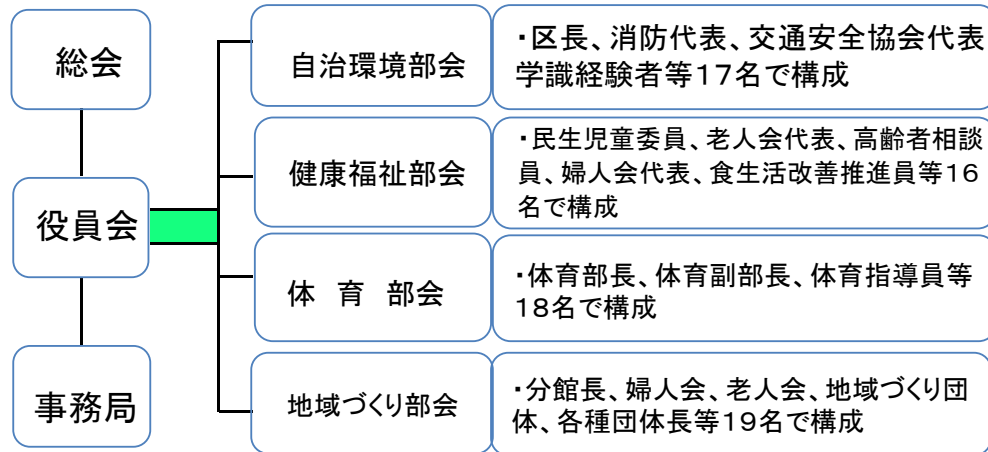 総会
役員会
事務局
自治環境部会
・区長、消防代表、交通安全協会代表
学識経験者等17名で構成
健康福祉部会
・民生児童委員、老人会代表、高齢者相談
員、婦人会代表、食生活改善推進員等16
名で構成
体　育　部会
・体育部長、体育副部長、体育指導員等
18名で構成
地域づくり部会
・分館長、婦人会、老人会、地域づくり団
体、各種団体長等19名で構成